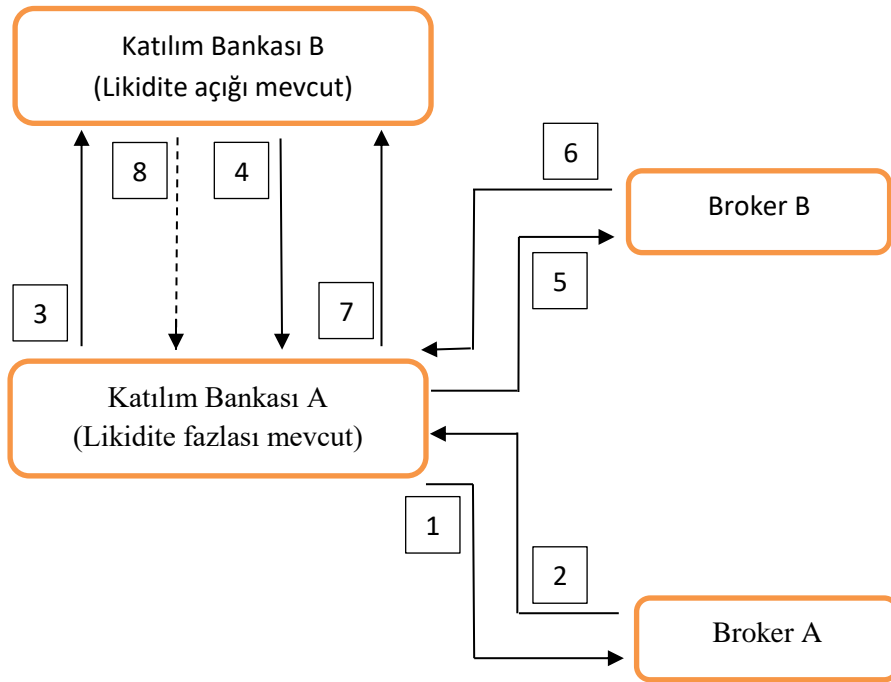 Katılım Bankası B
(Likidite açığı mevcut)
6
8
4
Broker B
5
3
7
Katılım Bankası A
(Likidite fazlası mevcut)
1
2
Broker A